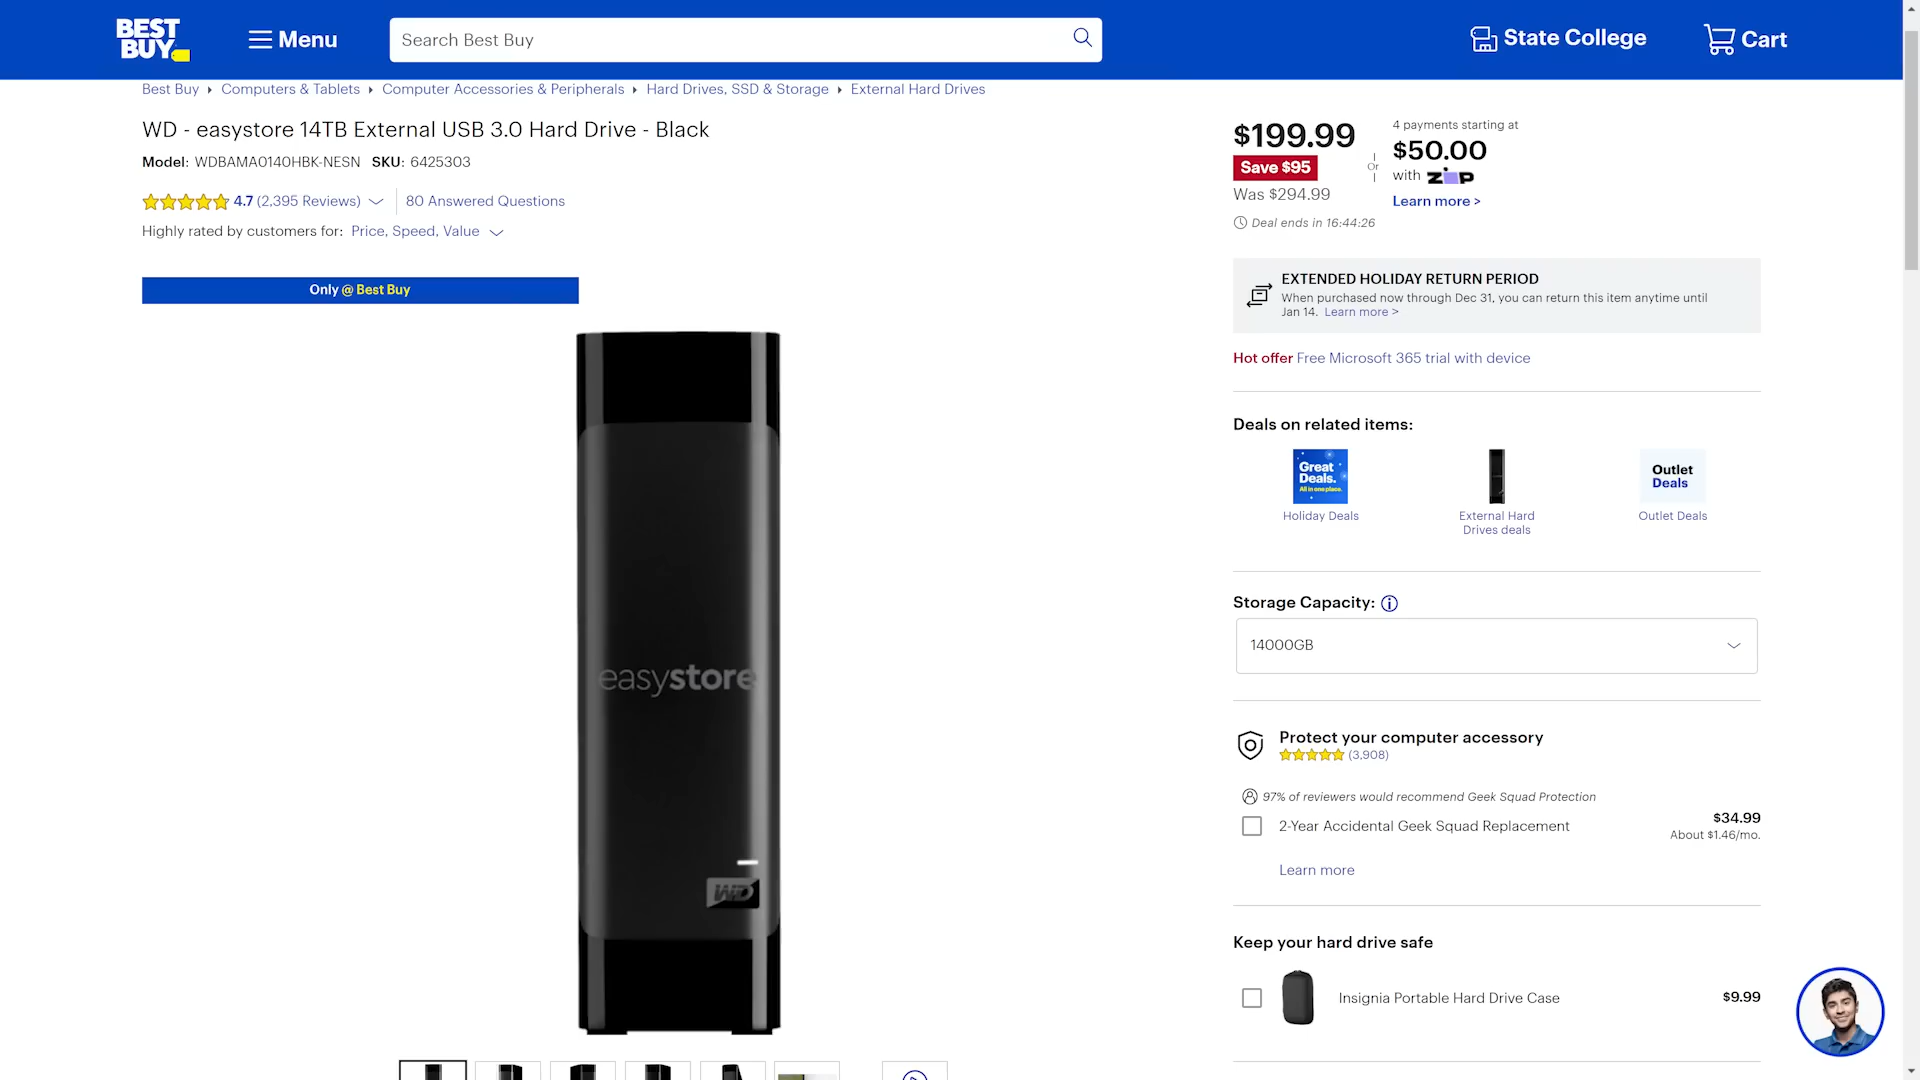 BEST
BUY
Menu
Search Best Buy
State College
Cart
Best Buy
Computers & Tablets
Computer Accessories & Peripherals
Hard Drives, SSD & Storage
External Hard Drives
WD - easystore 14TB External USB 3.0 Hard Drive - Black
Model: WDBAMA0140HBK-NESN SKU: 6425303
4.7 (2,395 Reviews)
80 Answered Questions
Highly rated by customers for: Price, Speed, Value
Only @ Best Buy
easystore
WD
$199.99
Save $95
Was $294.99
Deal ends in 16:44:26
Or
4 payments starting at
$50.00
with ZIP
Learn more >
EXTENDED HOLIDAY RETURN PERIOD
When purchased now through Dec 31, you can return this item anytime until
Jan 14. Learn more >
Hot offer Free Microsoft 365 trial with device
Deals on related items:
Great
Deals.
All in one place.
Holiday Deals
External Hard
Drives deals
Outlet
Deals
Outlet Deals
Storage Capacity:
14000GB
Protect your computer accessory
(3,908)
97% of reviewers would recommend Geek Squad Protection
2-Year Accidental Geek Squad Replacement
$34.99
About $1.46/mo.
Learn more
Keep your hard drive safe
Insignia Portable Hard Drive Case
$9.99